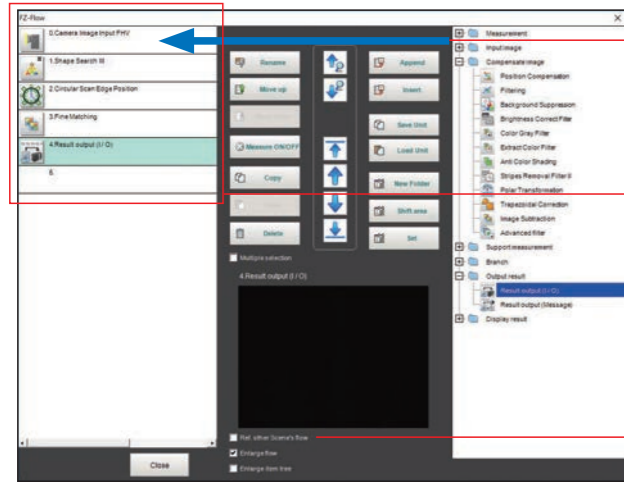 FZ-Flow
X
0.Camera Image Input FHV
1.Shape Search III
2.Circular Scan Edge Position
3.Fine Matching
4.Result output (I / O)
5.
Rename
Move up
Measure ON/OFF
Copy
Delete
Append
Insert
Save Unit
Load Unit
New Folder
Shift area
Set
Multiple selection
4.Result output (I / O)
Ref. other Scene's flow
Enlarge flow
Enlarge item tree
Close
Measurement
Input image
Compensate image
Position Compensation
Filtering
Background Suppression
Brightness Correct Filter
Color Gray Filter
Extract Color Filter
Anti Color Shading
Stripes Removal Filter II
Polar Transformation
Trapezoidal Correction
Image Subtraction
Advanced filter
Support measurement
Branch
Output result
Result output (I / O)
Result output (Message)
Display result